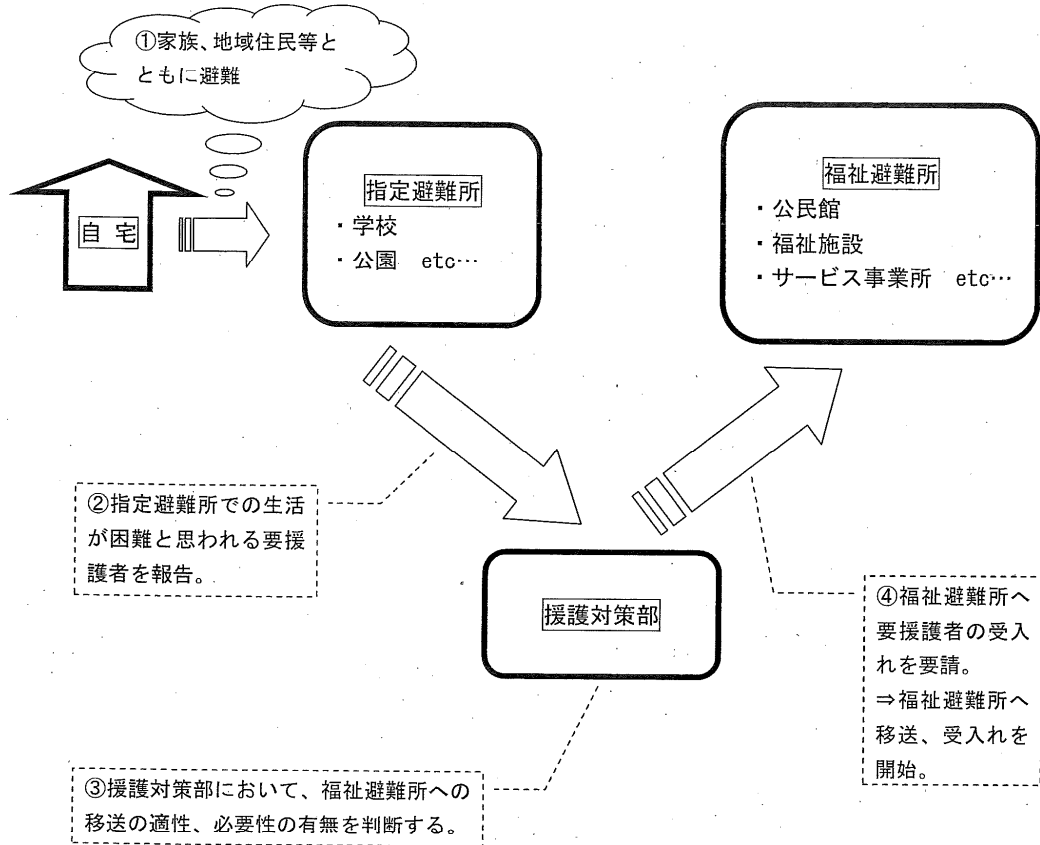 ①家族、地域住民等と
ともに避難
自 宅
指定避難所
・学校
・公園 etc…
福祉避難所
・公民館
・福祉施設
・サービス事業所 etc…
②指定避難所での生活
が困難と思われる要援
護者を報告。
援護対策部
③援護対策部において、福祉避難所への
移送の適性、必要性の有無を判断する。
④福祉避難所へ
要援護者の受入
れを要請。
⇒福祉避難所へ
移送、受入れを
開始。